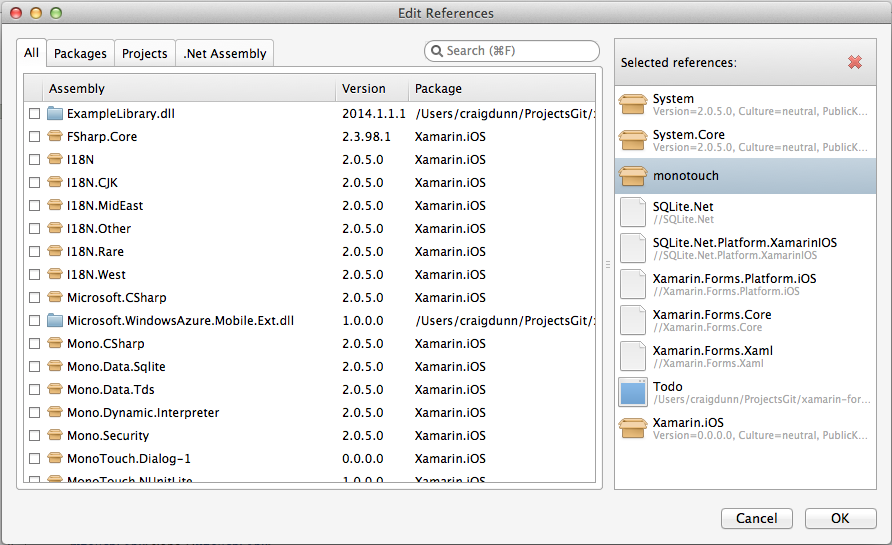 Edit References
All Packages Projects .Net Assembly
Search (⌘F)
Assembly Version Package
ExampleLibrary.dll 2014.1.1.1 /Users/craigdunn/ProjectsGit/
FSharp.Core 2.3.98.1 Xamarin.iOS
I18N 2.0.5.0 Xamarin.iOS
I18N.CJK 2.0.5.0 Xamarin.iOS
I18N.MidEast 2.0.5.0 Xamarin.iOS
I18N.Other 2.0.5.0 Xamarin.iOS
I18N.Rare 2.0.5.0 Xamarin.iOS
I18N.West 2.0.5.0 Xamarin.iOS
Microsoft.CSharp 2.0.5.0 Xamarin.iOS
Microsoft.WindowsAzure.Mobile.Ext.dll 1.0.0.0 /Users/craigdunn/ProjectsGit/
Mono.CSharp 2.0.5.0 Xamarin.iOS
Mono.Data.Sqlite 2.0.5.0 Xamarin.iOS
Mono.Data.Tds 2.0.5.0 Xamarin.iOS
Mono.Dynamic.Interpreter 2.0.5.0 Xamarin.iOS
Mono.Security 2.0.5.0 Xamarin.iOS
MonoTouch.Dialog-1 0.0.0.0 Xamarin.iOS
MonoTouch.NUnitLite 1.0.0.0 Xamarin.iOS
Selected references:
System
Version=2.0.5.0, Culture=neutral, PublicK...
System.Core
Version=2.0.5.0, Culture=neutral, PublicK...
monotouch
SQLite.Net
//SQLite.Net
SQLite.Net.Platform.XamarinIOS
//SQLite.Net.Platform.XamarinIOS
Xamarin.Forms.Platform.iOS
//Xamarin.Forms.Platform.iOS
Xamarin.Forms.Core
//Xamarin.Forms.Core
Xamarin.Forms.Xaml
//Xamarin.Forms.Xaml
Todo
/Users/craigdunn/ProjectsGit/xamarin-for...
Xamarin.iOS
Version=0.0.0.0, Culture=neutral, PublicK...
Cancel OK